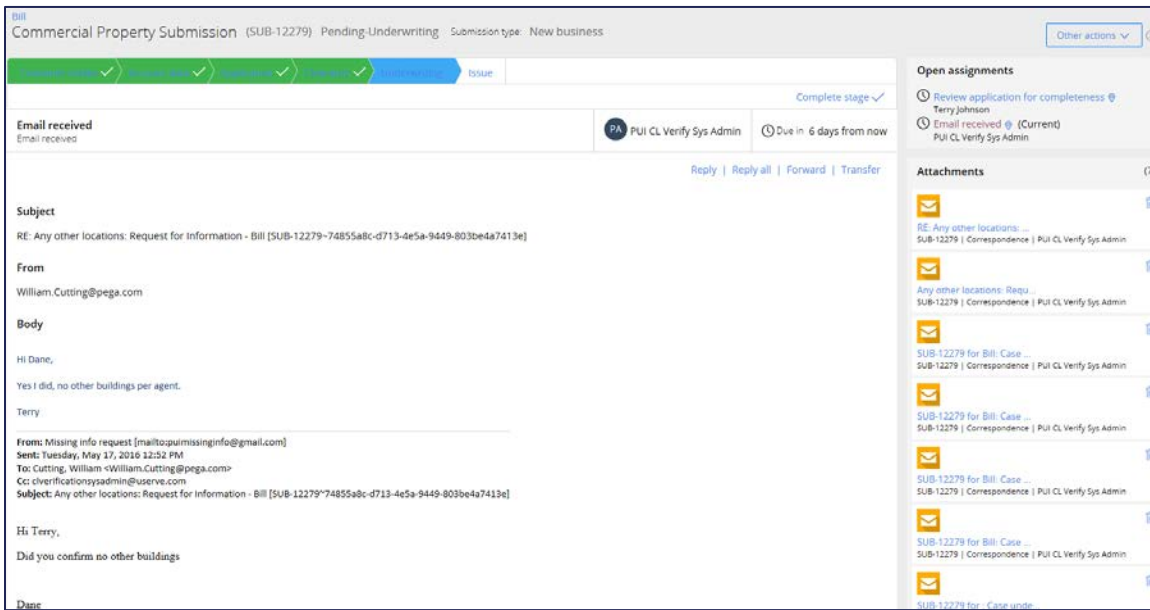 Bill
Commercial Property Submission (SUB-12279) Pending-Underwriting Submission type: New business
Other actions
Issue
Complete stage
Email received
Email received
PA PUI CL Verify Sys Admin
Due in 6 days from now
Reply | Reply all | Forward | Transfer
Subject
RE: Any other locations: Request for Information - Bill [SUB-12279~74855a8c-d713-4e5a-9449-803be4a7413e]
From
William.Cutting@pega.com
Body
Hi Dane,
Yes I did, no other buildings per agent.
Terry
From: Missing info request [mailto:puimissinginfo@gmail.com]
Sent: Tuesday, May 17, 2016 12:52 PM
To: Cutting, William <William.Cutting@pega.com>
Cc: clverificationsysadmin@userve.com
Subject: Any other locations: Request for Information - Bill [SUB-12279~74855a8c-d713-4e5a-9449-803be4a7413e]
Hi Terry,
Did you confirm no other buildings
Dane
Open assignments
Review application for completeness
Terry Johnson
Email received (Current)
PUI CL Verify Sys Admin
Attachments
RE: Any other locations: ...
SUB-12279 | Correspondence | PUI CL Verify Sys Admin
Any other locations: Requ...
SUB-12279 | Correspondence | PUI CL Verify Sys Admin
SUB-12279 for Bill: Case ...
SUB-12279 | Correspondence | PUI CL Verify Sys Admin
SUB-12279 for Bill: Case ...
SUB-12279 | Correspondence | PUI CL Verify Sys Admin
SUB-12279 for Bill: Case ...
SUB-12279 | Correspondence | PUI CL Verify Sys Admin
SUB-12279 for Bill: Case ...
SUB-12279 | Correspondence | PUI CL Verify Sys Admin
SUB-12279 for : Case unde...